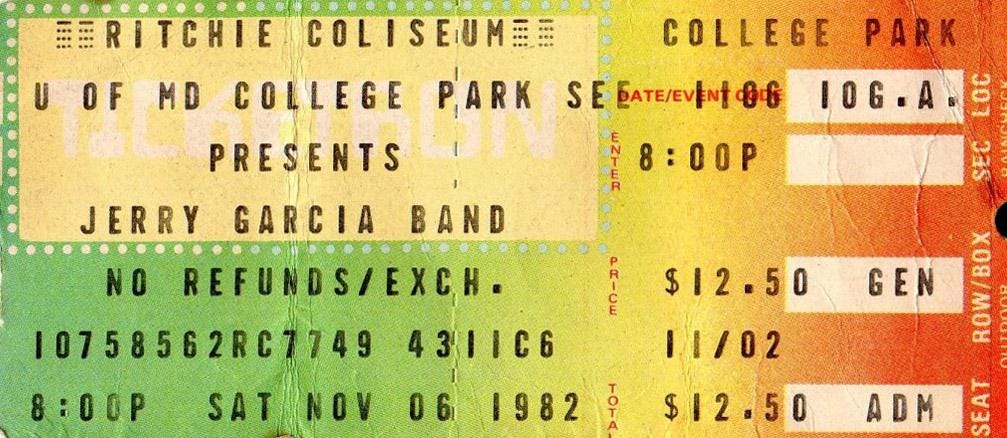 RITCHIE COLISEUM COLLEGE PARK
U OF MD COLLEGE PARK SEE 1106 10G.A.
DATE/EVENT CODE
TICKETRON
PRESENTS 8:00P
JERRY GARCIA BAND
NO REFUNDS/EXCH. $12.50 GEN
10758562RC7749 4311C6 11/02
8:00P SAT NOV 06 1982 $12.50 ADM
ENTER
PRICE
TOTAL
LOC
SEC
ROW/BOX
SEAT